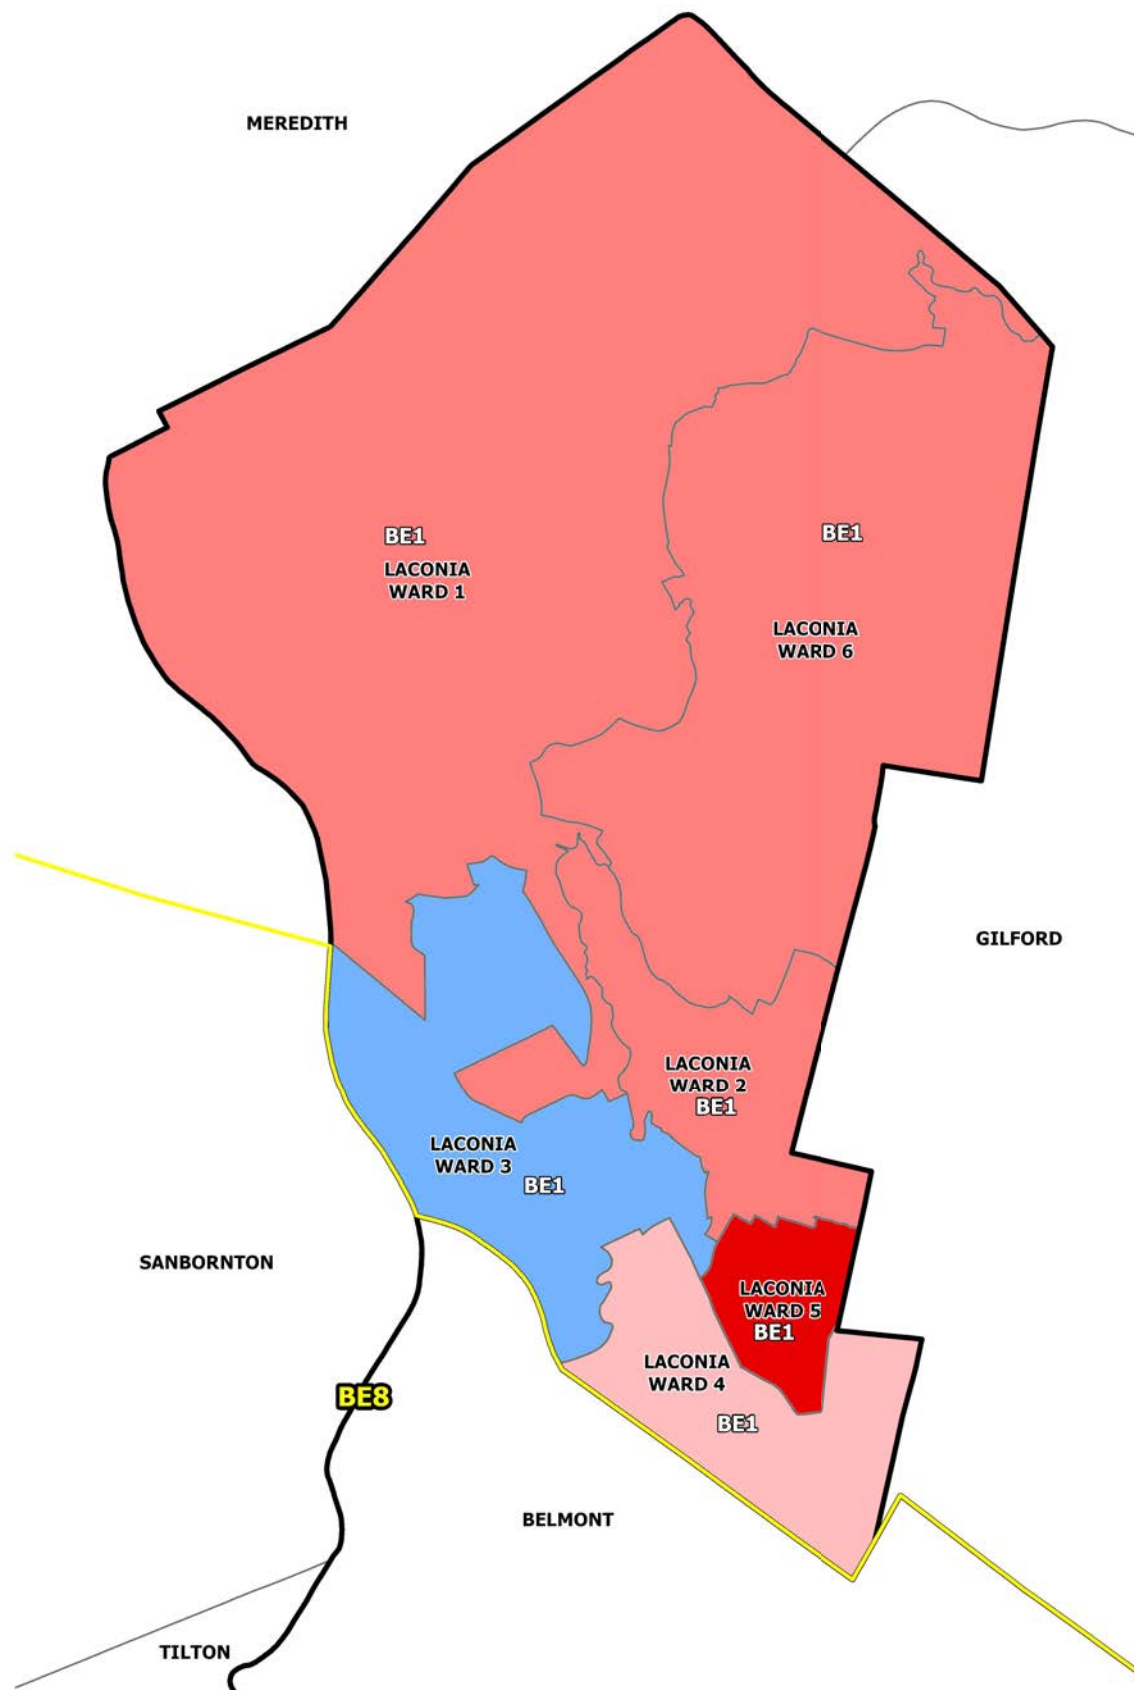 MEREDITH
BE1
LACONIA
WARD 1
BE1
LACONIA
WARD 6
GILFORD
LACONIA
WARD 2
BE1
LACONIA
WARD 3
BE1
SANBORNTON
LACONIA
WARD 5
BE1
LACONIA
WARD 4
BE1
BE8
BELMONT
TILTON